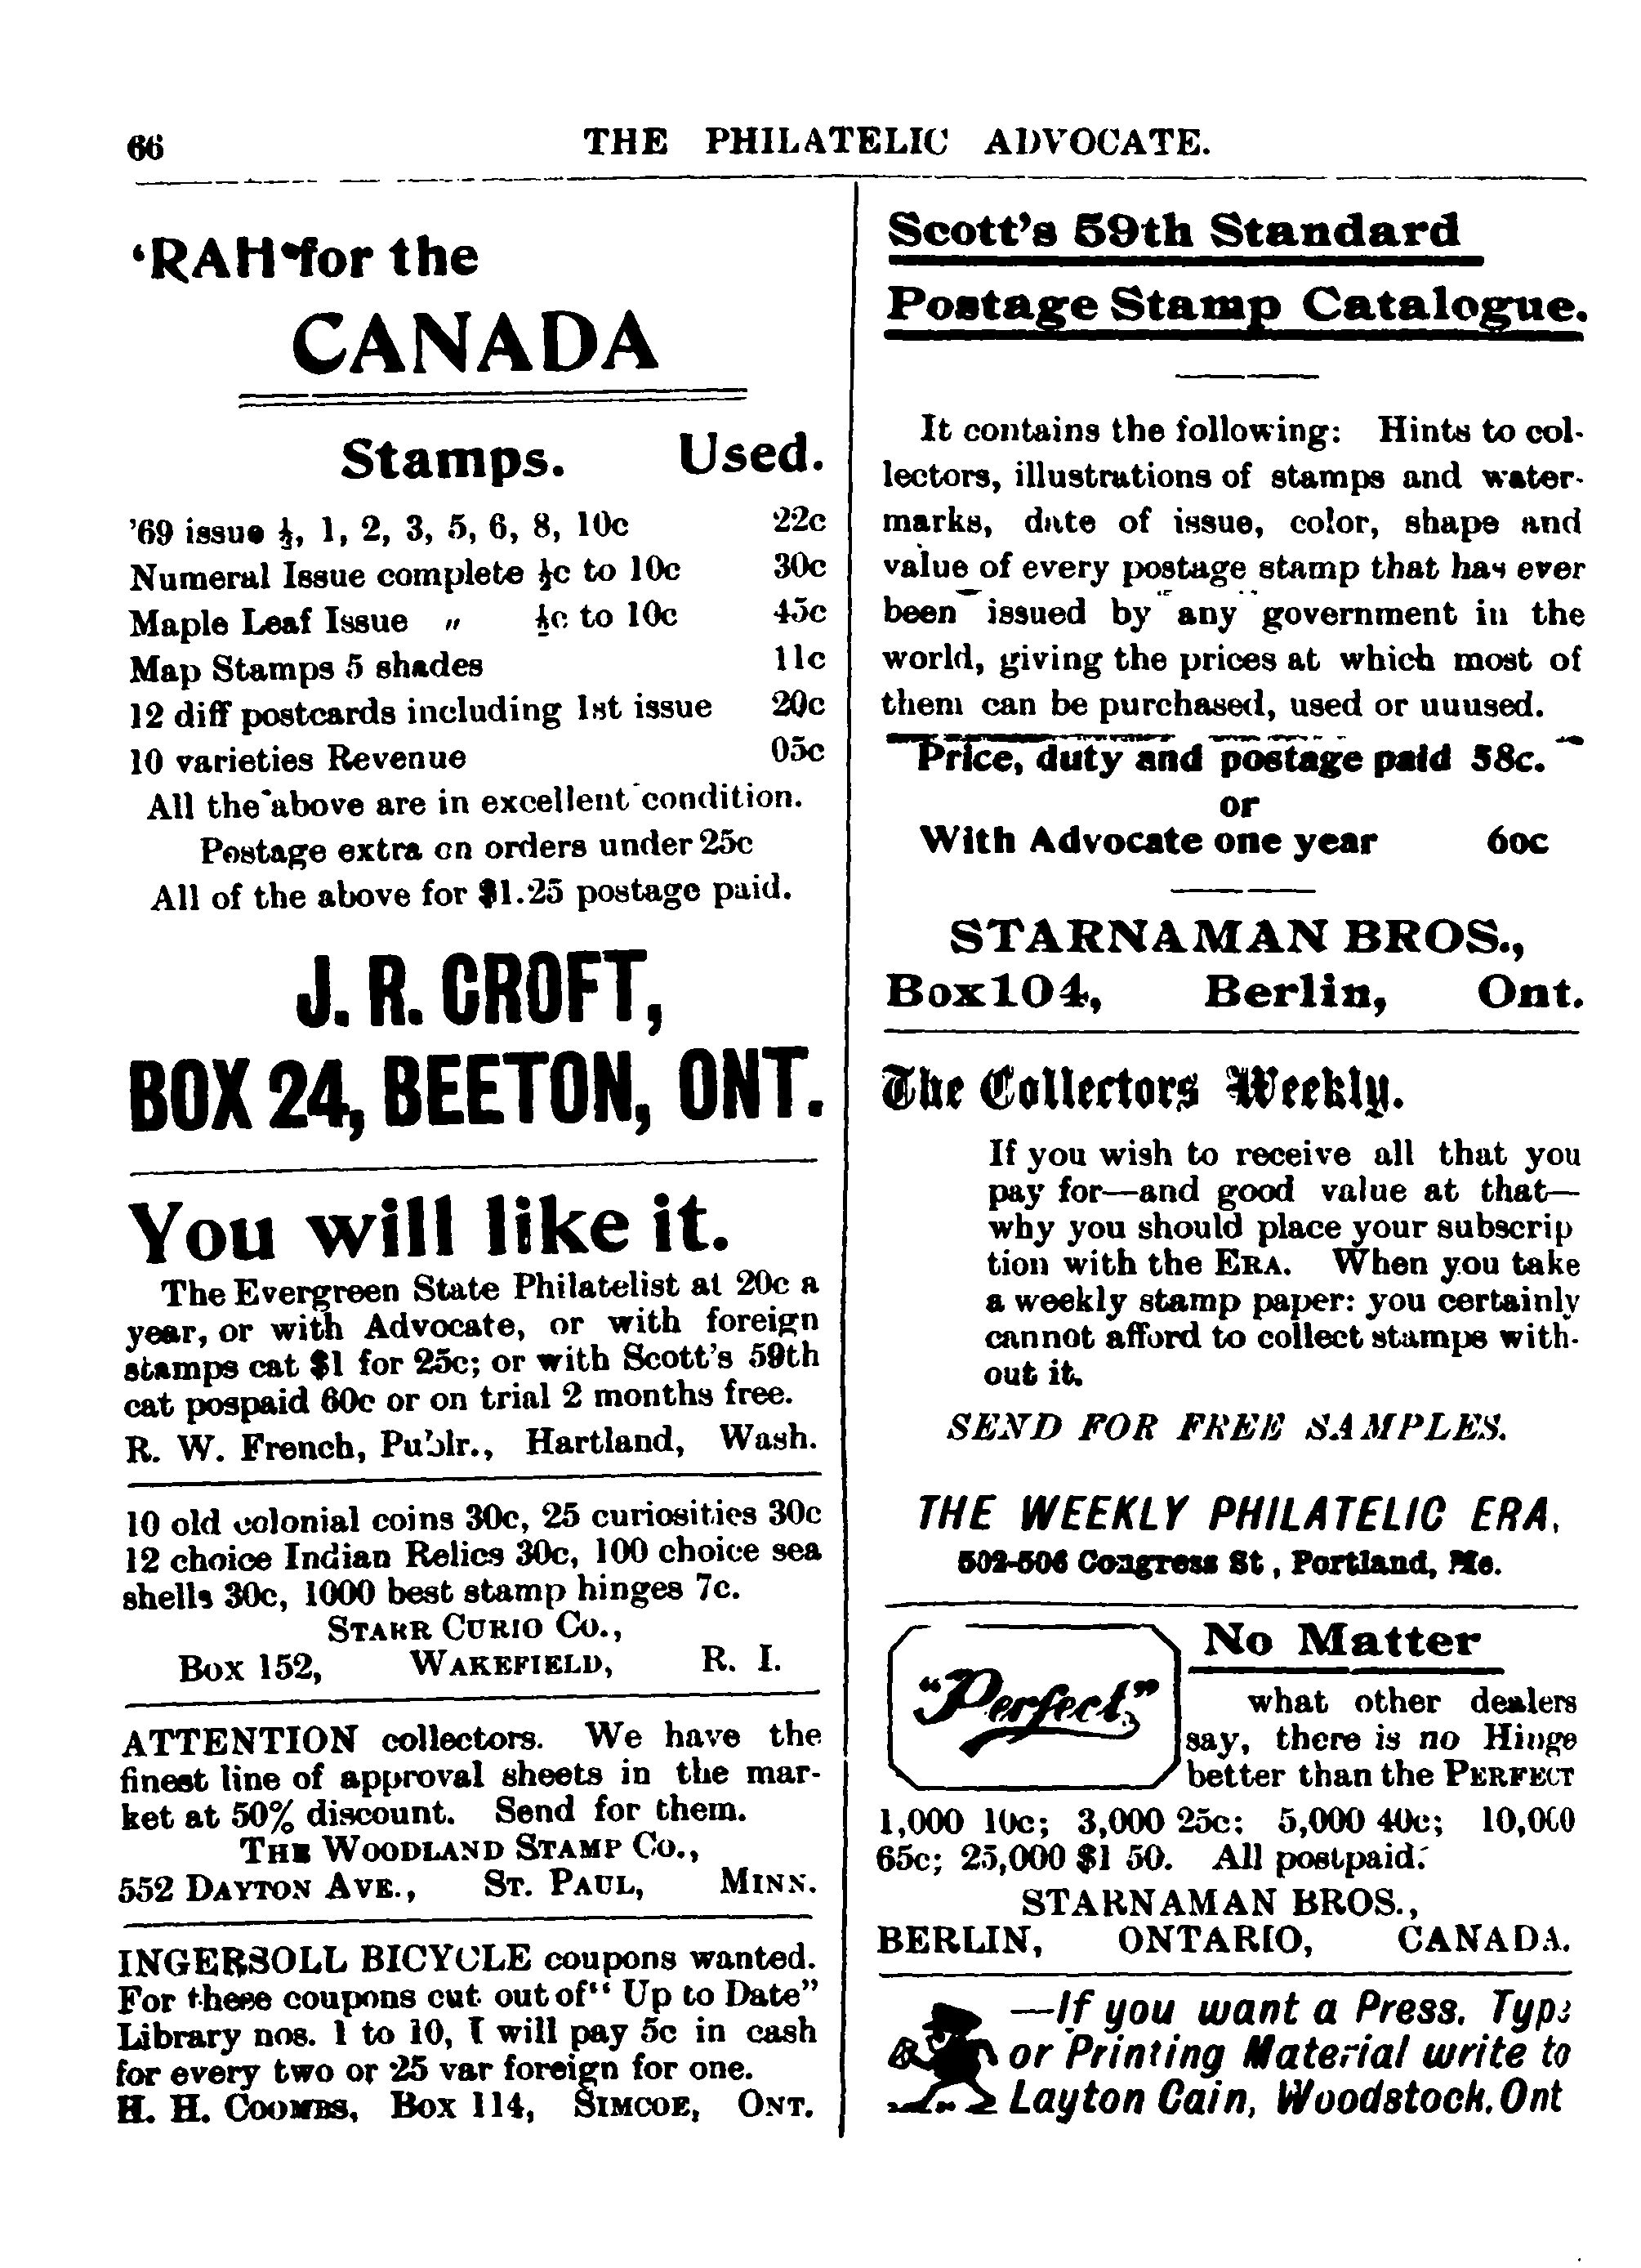 66
THE PHILATELIC ADVOCATE.
‘RAH for the
CANADA
Stamps. Used.
’69 issue ½, 1, 2, 3, 5, 6, 8, 10c 22c
Numeral Issue complete ½c to 10c 30c
Maple Leaf Issue " ½c to 10c 45c
Map Stamps 5 shades 11c
12 diff postcards including 1st issue 20c
10 varieties Revenue 05c
All the above are in excellent condition.
Postage extra on orders under 25c
All of the above for $1.25 postage paid.
J. R. CROFT,
BOX 24, BEETON, ONT.
You will like it.
The Evergreen State Philatelist at 20c a
year, or with Advocate, or with foreign
stamps cat $1 for 25c; or with Scott's 59th
cat pospaid 60c or on trial 2 months free.
R. W. French, Publr., Hartland, Wash.
10 old colonial coins 30c, 25 curiosities 30c
12 choice Indian Relics 30c, 100 choice sea
shells 30c, 1000 best stamp hinges 7c.
STARR CURIO CO.,
Box 152, WAKEFIELD, R. I.
ATTENTION collectors. We have the
finest line of approval sheets in the mar-
ket at 50% discount. Send for them.
THE WOODLAND STAMP CO.,
552 DAYTON AVE., ST. PAUL, MINN.
INGERSOLL BICYCLE coupons wanted.
For these coupons cut out of “Up to Date”
Library nos. 1 to 10, I will pay 5c in cash
for every two or 25 var foreign for one.
H. H. COOMBS, Box 114, SIMCOE, ONT.
Scott's 59th Standard
Postage Stamp Catalogue.
It contains the following: Hints to col-
lectors, illustrations of stamps and water-
marks, date of issue, color, shape and
value of every postage stamp that has ever
been issued by any government in the
world, giving the prices at which most of
them can be purchased, used or uuused.
Price, duty and postage paid 58c.
or
With Advocate one year 60c
STARNAMAN BROS.,
Box 104, Berlin, Ont.
The Collectors Weekly.
If you wish to receive all that you
pay for—and good value at that—
why you should place your subscrip
tion with the ERA. When you take
a weekly stamp paper: you certainly
cannot afford to collect stamps with-
out it.
SEND FOR FREE SAMPLES.
THE WEEKLY PHILATELIC ERA,
502-506 Congress St, Portland, Me.
“Perfect”
No Matter
what other dealers
say, there is no Hinge
better than the PERFECT
1,000 10c; 3,000 25c; 5,000 40c; 10,000
65c; 25,000 $1 50. All postpaid.
STARNAMAN BROS.,
BERLIN, ONTARIO, CANADA.
—If you want a Press. Type
or Printing Material write to
Layton Cain, Woodstock. Ont